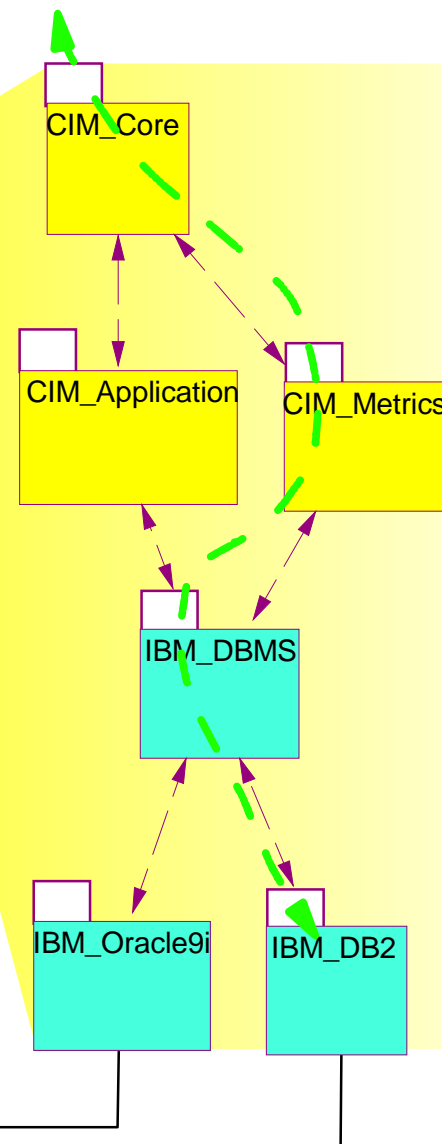 CIM_Core
CIM_Application
CIM_Metrics
IBM_DBMS
IBM_Oracle9i
IBM_DB2